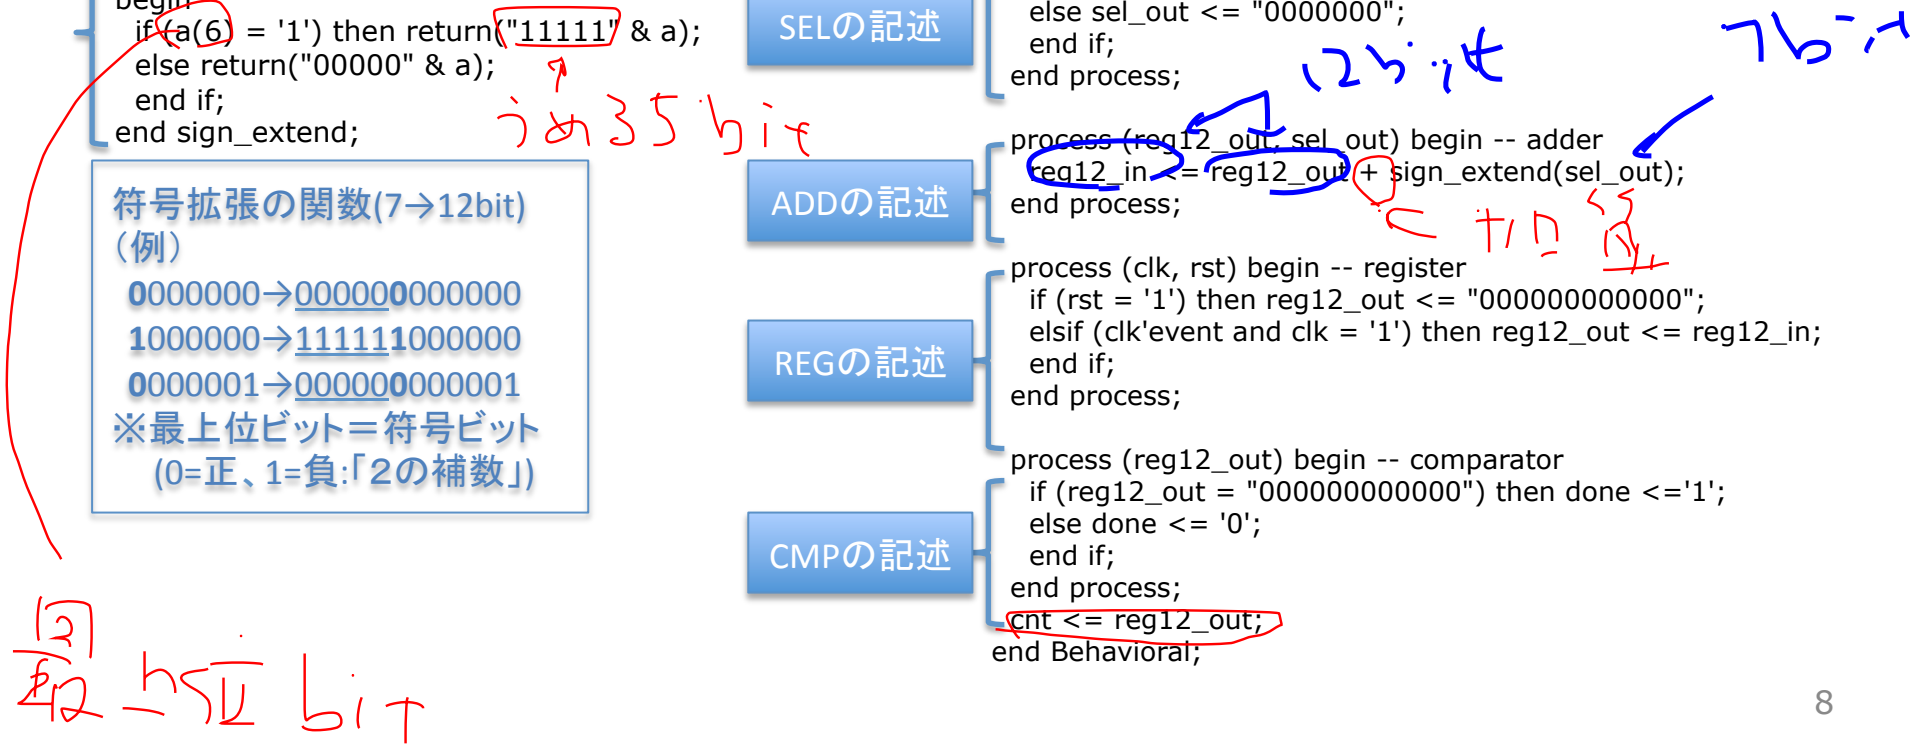 begin
if (a(6) = '1') then return("11111" & a);
else return("00000" & a);
end if;
end sign_extend;
うめる5bit
符号拡張の関数(7→12bit)
（例）
0000000→000000000000
1000000→111111000000
0000001→000000000001
※最上位ビット＝符号ビット
(0=正、1=負:「２の補数」)
最上位bit
SELの記述
else sel_out <= "0000000";
end if;
end process;
12bit
7bit
ADDの記述
process (reg12_out, sel_out) begin -- adder
reg12_in <= reg12_out + sign_extend(sel_out);
end process;
← 加算
REGの記述
process (clk, rst) begin -- register
if (rst = '1') then reg12_out <= "000000000000";
elsif (clk'event and clk = '1') then reg12_out <= reg12_in;
end if;
end process;
CMPの記述
process (reg12_out) begin -- comparator
if (reg12_out = "000000000000") then done <='1';
else done <= '0';
end if;
end process;
cnt <= reg12_out;
end Behavioral;
8